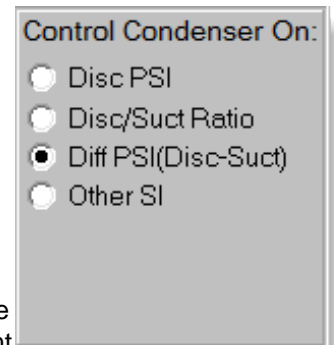 Control Condenser On:
Disc PSI
Disc/Suct Ratio
Diff PSI(Disc-Suct)
Other SI